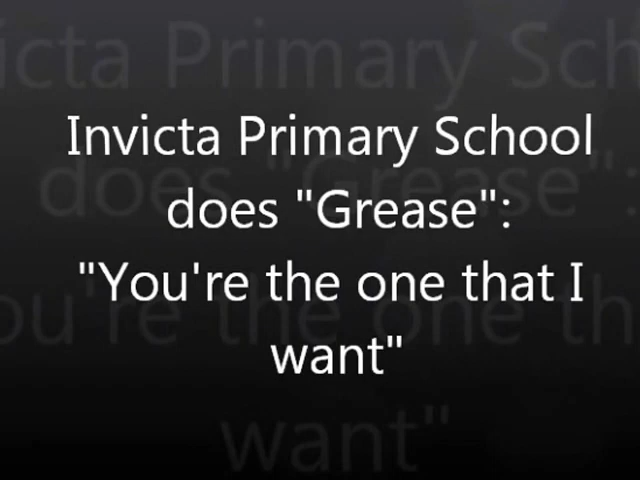 Invicta Primary School
does "Grease":
"You're the one that I
want"